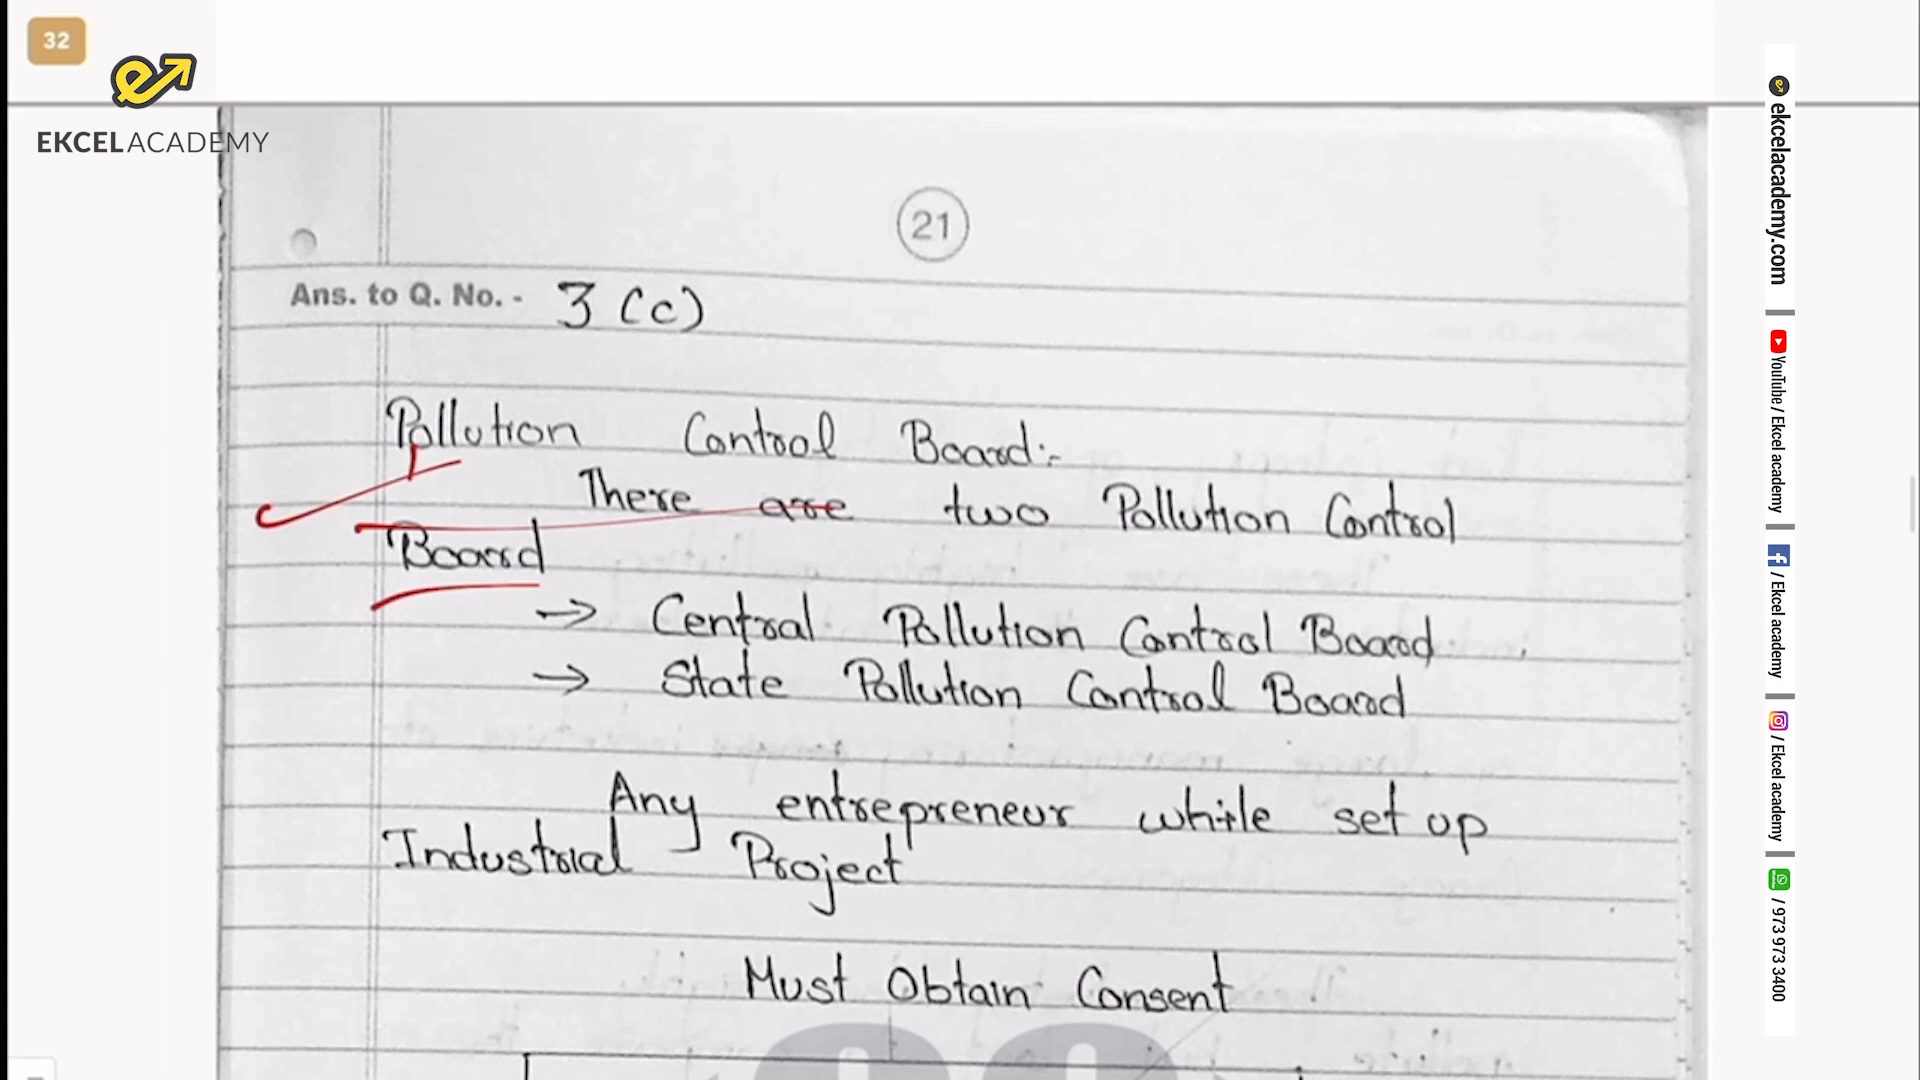 32
EKCELACADEMY
21
Ans. to Q. No. - 3 (c)
Pollution Control Board:-
There are two Pollution Control
Board
→ Central Pollution Control Board
→ State Pollution Control Board
Any entrepreneur while set up
Industrial Project
Must Obtain Consent
ekcelacademy.com
YouTube / Ekcel academy
/ Ekcel academy
/ Ekcel academy
/ 973 973 3400